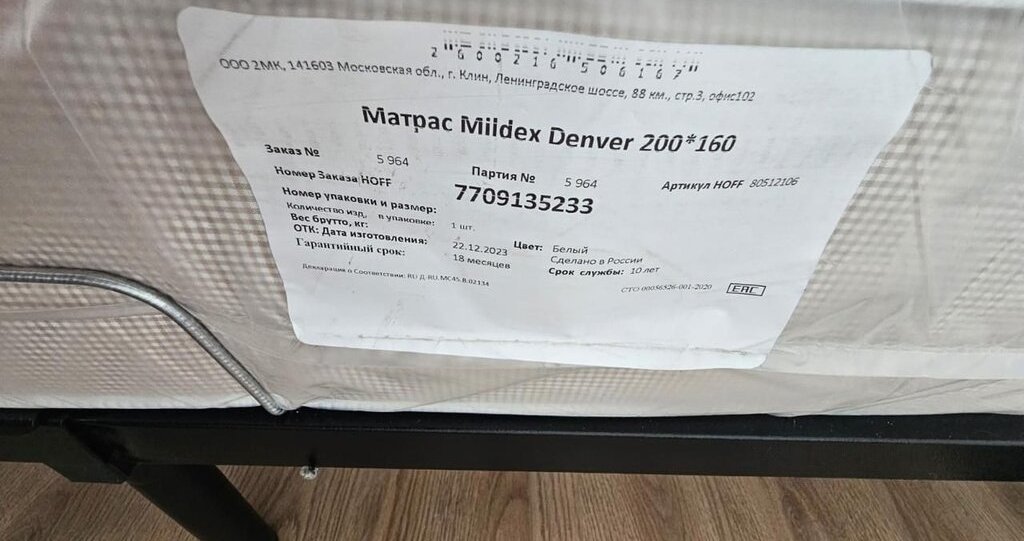 2 600216 506167
ООО 2МК, 141603 Московская обл., г. Клин, Ленинградское шоссе, 88 км., стр.3, офис102
Матрас Mildex Denver 200*160
Заказ № 5 964 Партия № 5 964 Артикул HOFF 80512106
Номер Заказа HOFF 7709135233
Номер упаковки и размер:
Количество изд. в упаковке: 1 шт.
Вес брутто, кг:
ОТК: Дата изготовления: 22.12.2023 Цвет: Белый
Гарантийный срок: 18 месяцев Сделано в России
Срок службы: 10 лет
Декларация о Соответствии: RU Д-RU.МС45.В.02134
СТО 00056526-001-2020 EAC